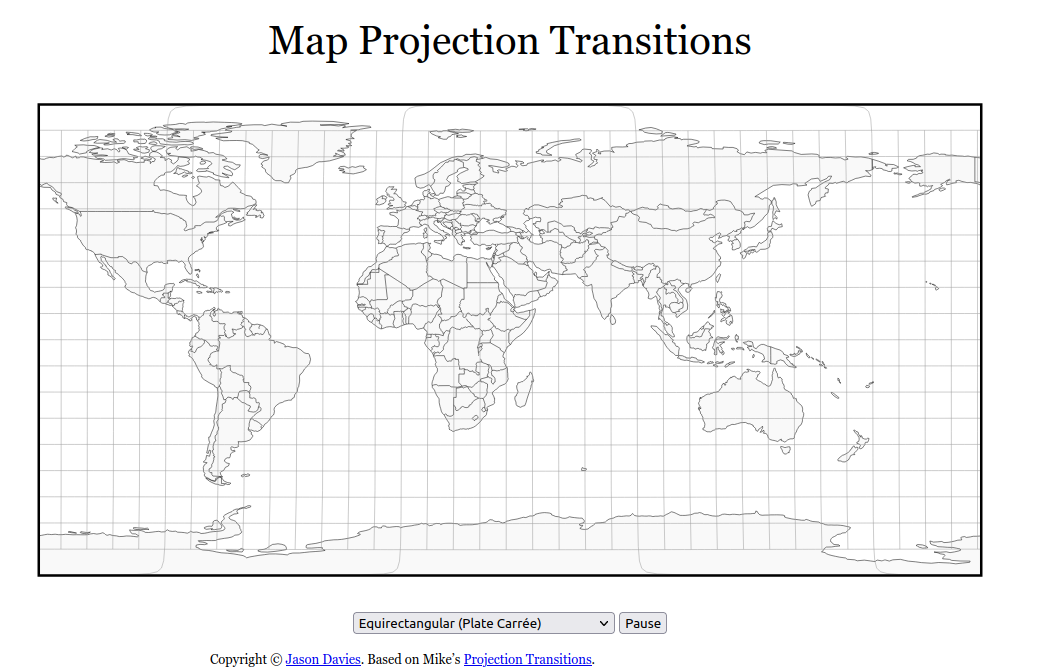 Map Projection Transitions
Equirectangular (Plate Carrée) Pause
Copyright © Jason Davies. Based on Mike’s Projection Transitions.